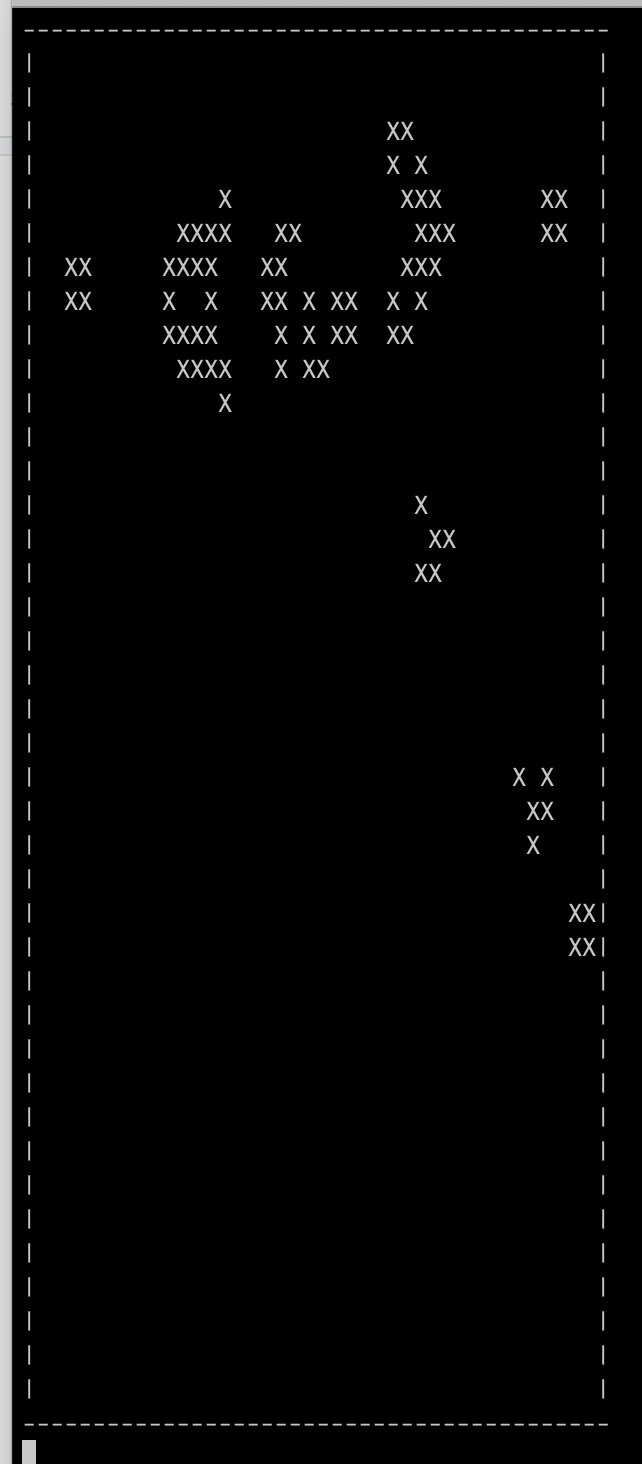 ------------------------------------------
|                                        |
|                                        |
|                         XX             |
|                         X X            |
|             X            XXX       XX  |
|          XXXX   XX        XXX      XX  |
|  XX     XXXX   XX        XXX           |
|  XX     X  X   XX X XX  X X            |
|         XXXX    X X XX  XX             |
|          XXXX   X XX                   |
|             X                          |
|                                        |
|                                        |
|                           X            |
|                            XX          |
|                           XX           |
|                                        |
|                                        |
|                                        |
|                                        |
|                                        |
|                                  X X   |
|                                   XX   |
|                                   X    |
|                                        |
|                                      XX|
|                                      XX|
|                                        |
|                                        |
|                                        |
|                                        |
|                                        |
|                                        |
|                                        |
|                                        |
|                                        |
|                                        |
|                                        |
|                                        |
|                                        |
------------------------------------------